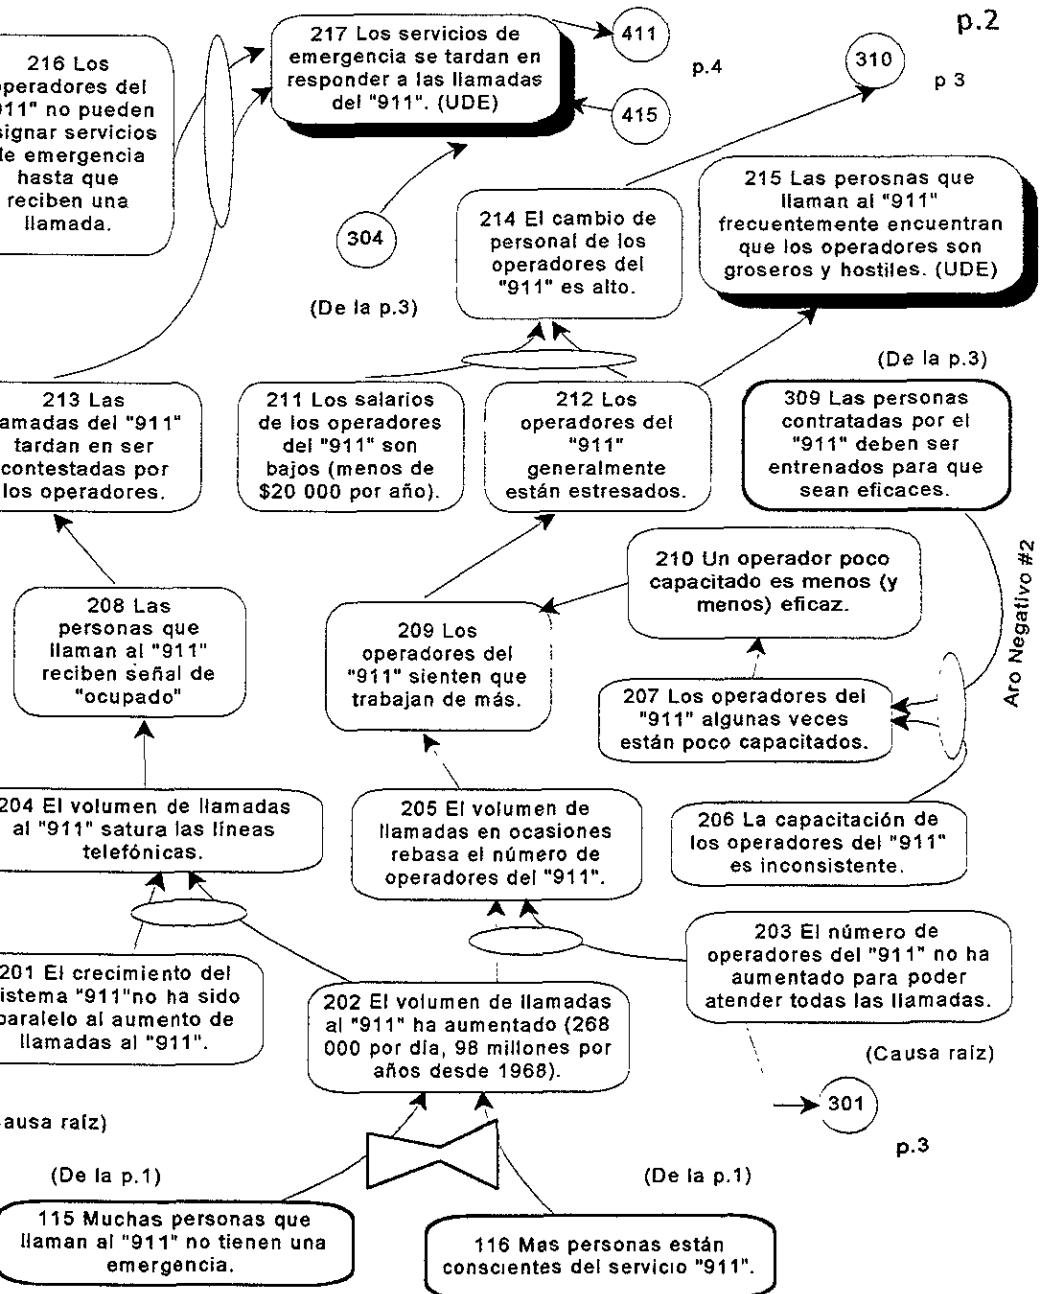 p.2
216 Los
operadores del
"911" no pueden
asignar servicios
de emergencia
hasta que
reciben una
llamada.
217 Los servicios de
emergencia se tardan en
responder a las llamadas
del "911". (UDE)
411
p.4
415
310
p 3
304
(De la p.3)
214 El cambio de
personal de los
operadores del
"911" es alto.
215 Las perosnas que
llaman al "911"
frecuentemente encuentran
que los operadores son
groseros y hostiles. (UDE)
(De la p.3)
213 Las
llamadas del "911"
tardan en ser
contestadas por
los operadores.
211 Los salarios
de los operadores
del "911" son
bajos (menos de
$20 000 por año).
212 Los
operadores del
"911"
generalmente
están estresados.
309 Las personas
contratadas por el
"911" deben ser
entrenados para que
sean eficaces.
Aro Negativo #2
210 Un operador poco
capacitado es menos (y
menos) eficaz.
208 Las
personas que
llaman al "911"
reciben señal de
"ocupado"
209 Los
operadores del
"911" sienten que
trabajan de más.
207 Los operadores del
"911" algunas veces
están poco capacitados.
204 El volumen de llamadas
al "911" satura las líneas
telefónicas.
205 El volumen de
llamadas en ocasiones
rebasa el número de
operadores del "911".
206 La capacitación de
los operadores del "911"
es inconsistente.
201 El crecimiento del
sistema "911"no ha sido
paralelo al aumento de
llamadas al "911".
202 El volumen de llamadas
al "911" ha aumentado (268
000 por día, 98 millones por
años desde 1968).
203 El número de
operadores del "911" no ha
aumentado para poder
atender todas las llamadas.
(Causa raíz)
301
p.3
ausa raíz)
(De la p.1)
(De la p.1)
115 Muchas personas que
llaman al "911" no tienen una
emergencia.
116 Mas personas están
conscientes del servicio "911".